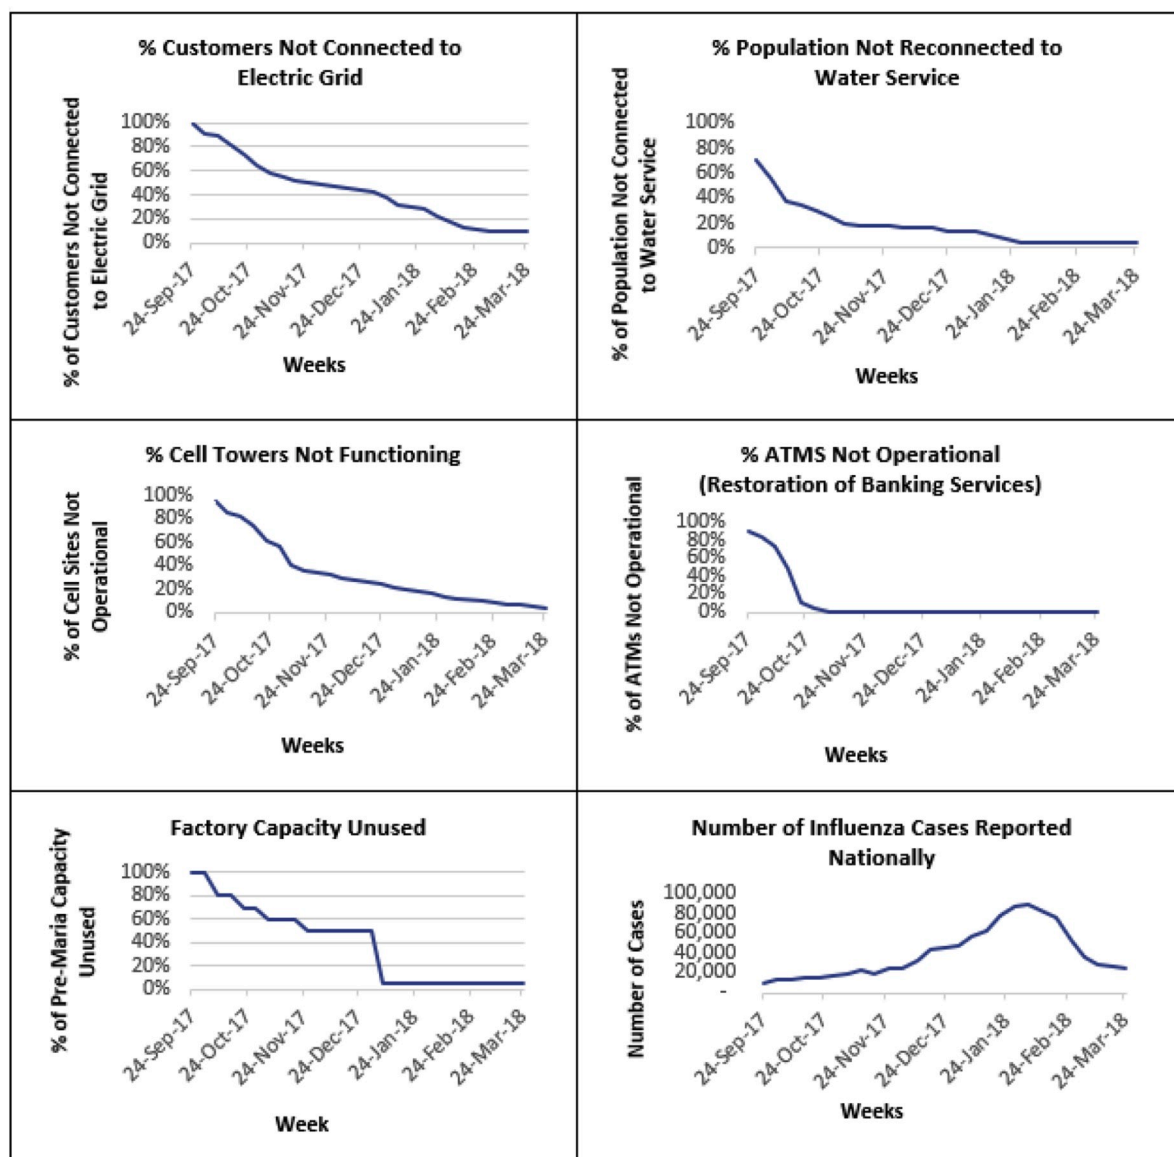 % Customers Not Connected to
Electric Grid
% of Customers Not Connected
to Electric Grid
100%
80%
60%
40%
20%
0%
24-Sep-17
24-Oct-17
24-Nov-17
24-Dec-17
24-Jan-18
24-Feb-18
24-Mar-18
Weeks
% Population Not Reconnected to
Water Service
% of Population Not Connected
to Water Service
100%
80%
60%
40%
20%
0%
24-Sep-17
24-Oct-17
24-Nov-17
24-Dec-17
24-Jan-18
24-Feb-18
24-Mar-18
Weeks
% Cell Towers Not Functioning
% of Cell Sites Not
Operational
100%
80%
60%
40%
20%
0%
24-Sep-17
24-Oct-17
24-Nov-17
24-Dec-17
24-Jan-18
24-Feb-18
24-Mar-18
Weeks
% ATMS Not Operational
(Restoration of Banking Services)
% of ATMs Not Operational
100%
80%
60%
40%
20%
0%
24-Sep-17
24-Oct-17
24-Nov-17
24-Dec-17
24-Jan-18
24-Feb-18
24-Mar-18
Weeks
Factory Capacity Unused
% of Pre-Maria Capacity
Unused
100%
80%
60%
40%
20%
0%
24-Sep-17
24-Oct-17
24-Nov-17
24-Dec-17
24-Jan-18
24-Feb-18
24-Mar-18
Week
Number of Influenza Cases Reported
Nationally
Number of Cases
100,000
80,000
60,000
40,000
20,000
-
24-Sep-17
24-Oct-17
24-Nov-17
24-Dec-17
24-Jan-18
24-Feb-18
24-Mar-18
Weeks